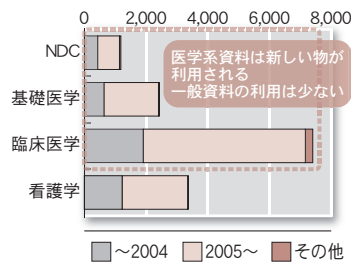 0 2,000 4,000 6,000 8,000
NDC
医学系資料は新しい物が
利用される
一般資料の利用は少ない
基礎医学
臨床医学
看護学
～2004 2005～ その他